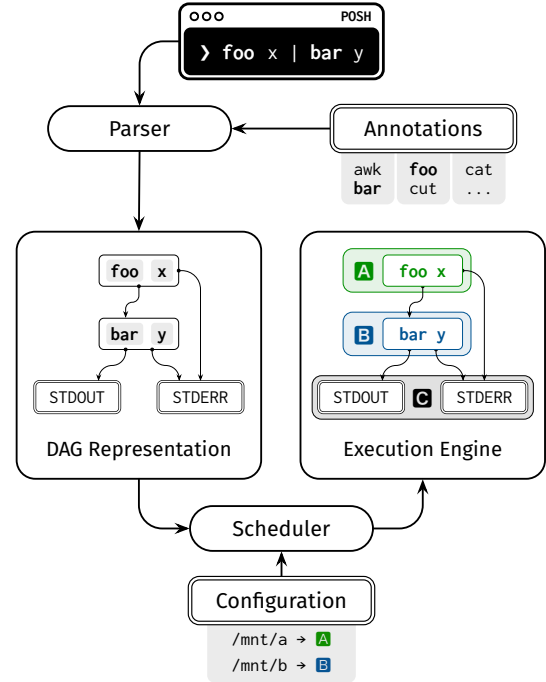 POSH
❯ foo x | bar y
Parser
Annotations
awk foo cat
bar cut ...
foo x
bar y
STDOUT STDERR
DAG Representation
A foo x
B bar y
STDOUT C STDERR
Execution Engine
Scheduler
Configuration
/mnt/a → A
/mnt/b → B